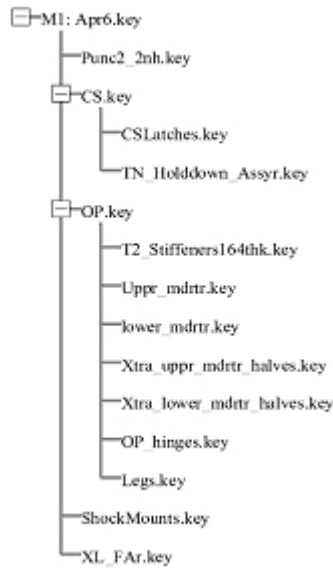 M1: Apr6.key
Punc2_2nh.key
CS.key
CSLatches.key
TN_Holddown_Assyr.key
OP.key
T2_Stiffeners164thk.key
Uppr_mdrtr.key
lower_mdrtr.key
Xtra_uppr_mdrtr_halves.key
Xtra_lower_mdrtr_halves.key
OP_hinges.key
Legs.key
ShockMounts.key
XL_FAr.key